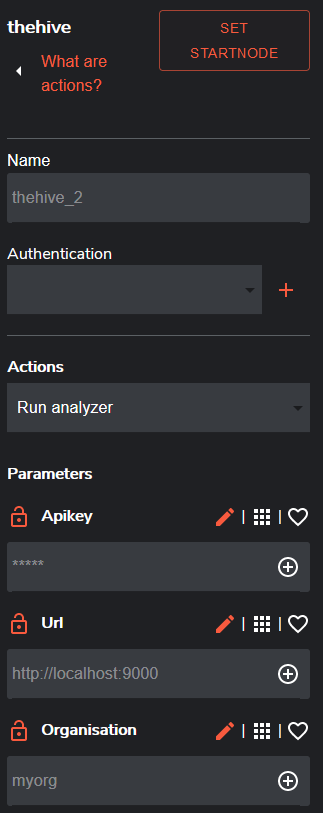 thehive
SET
STARTNODE
What are
actions?
Name
thehive_2
Authentication
Actions
Run analyzer
Parameters
Apikey
*****
Url
http://localhost:9000
Organisation
myorg